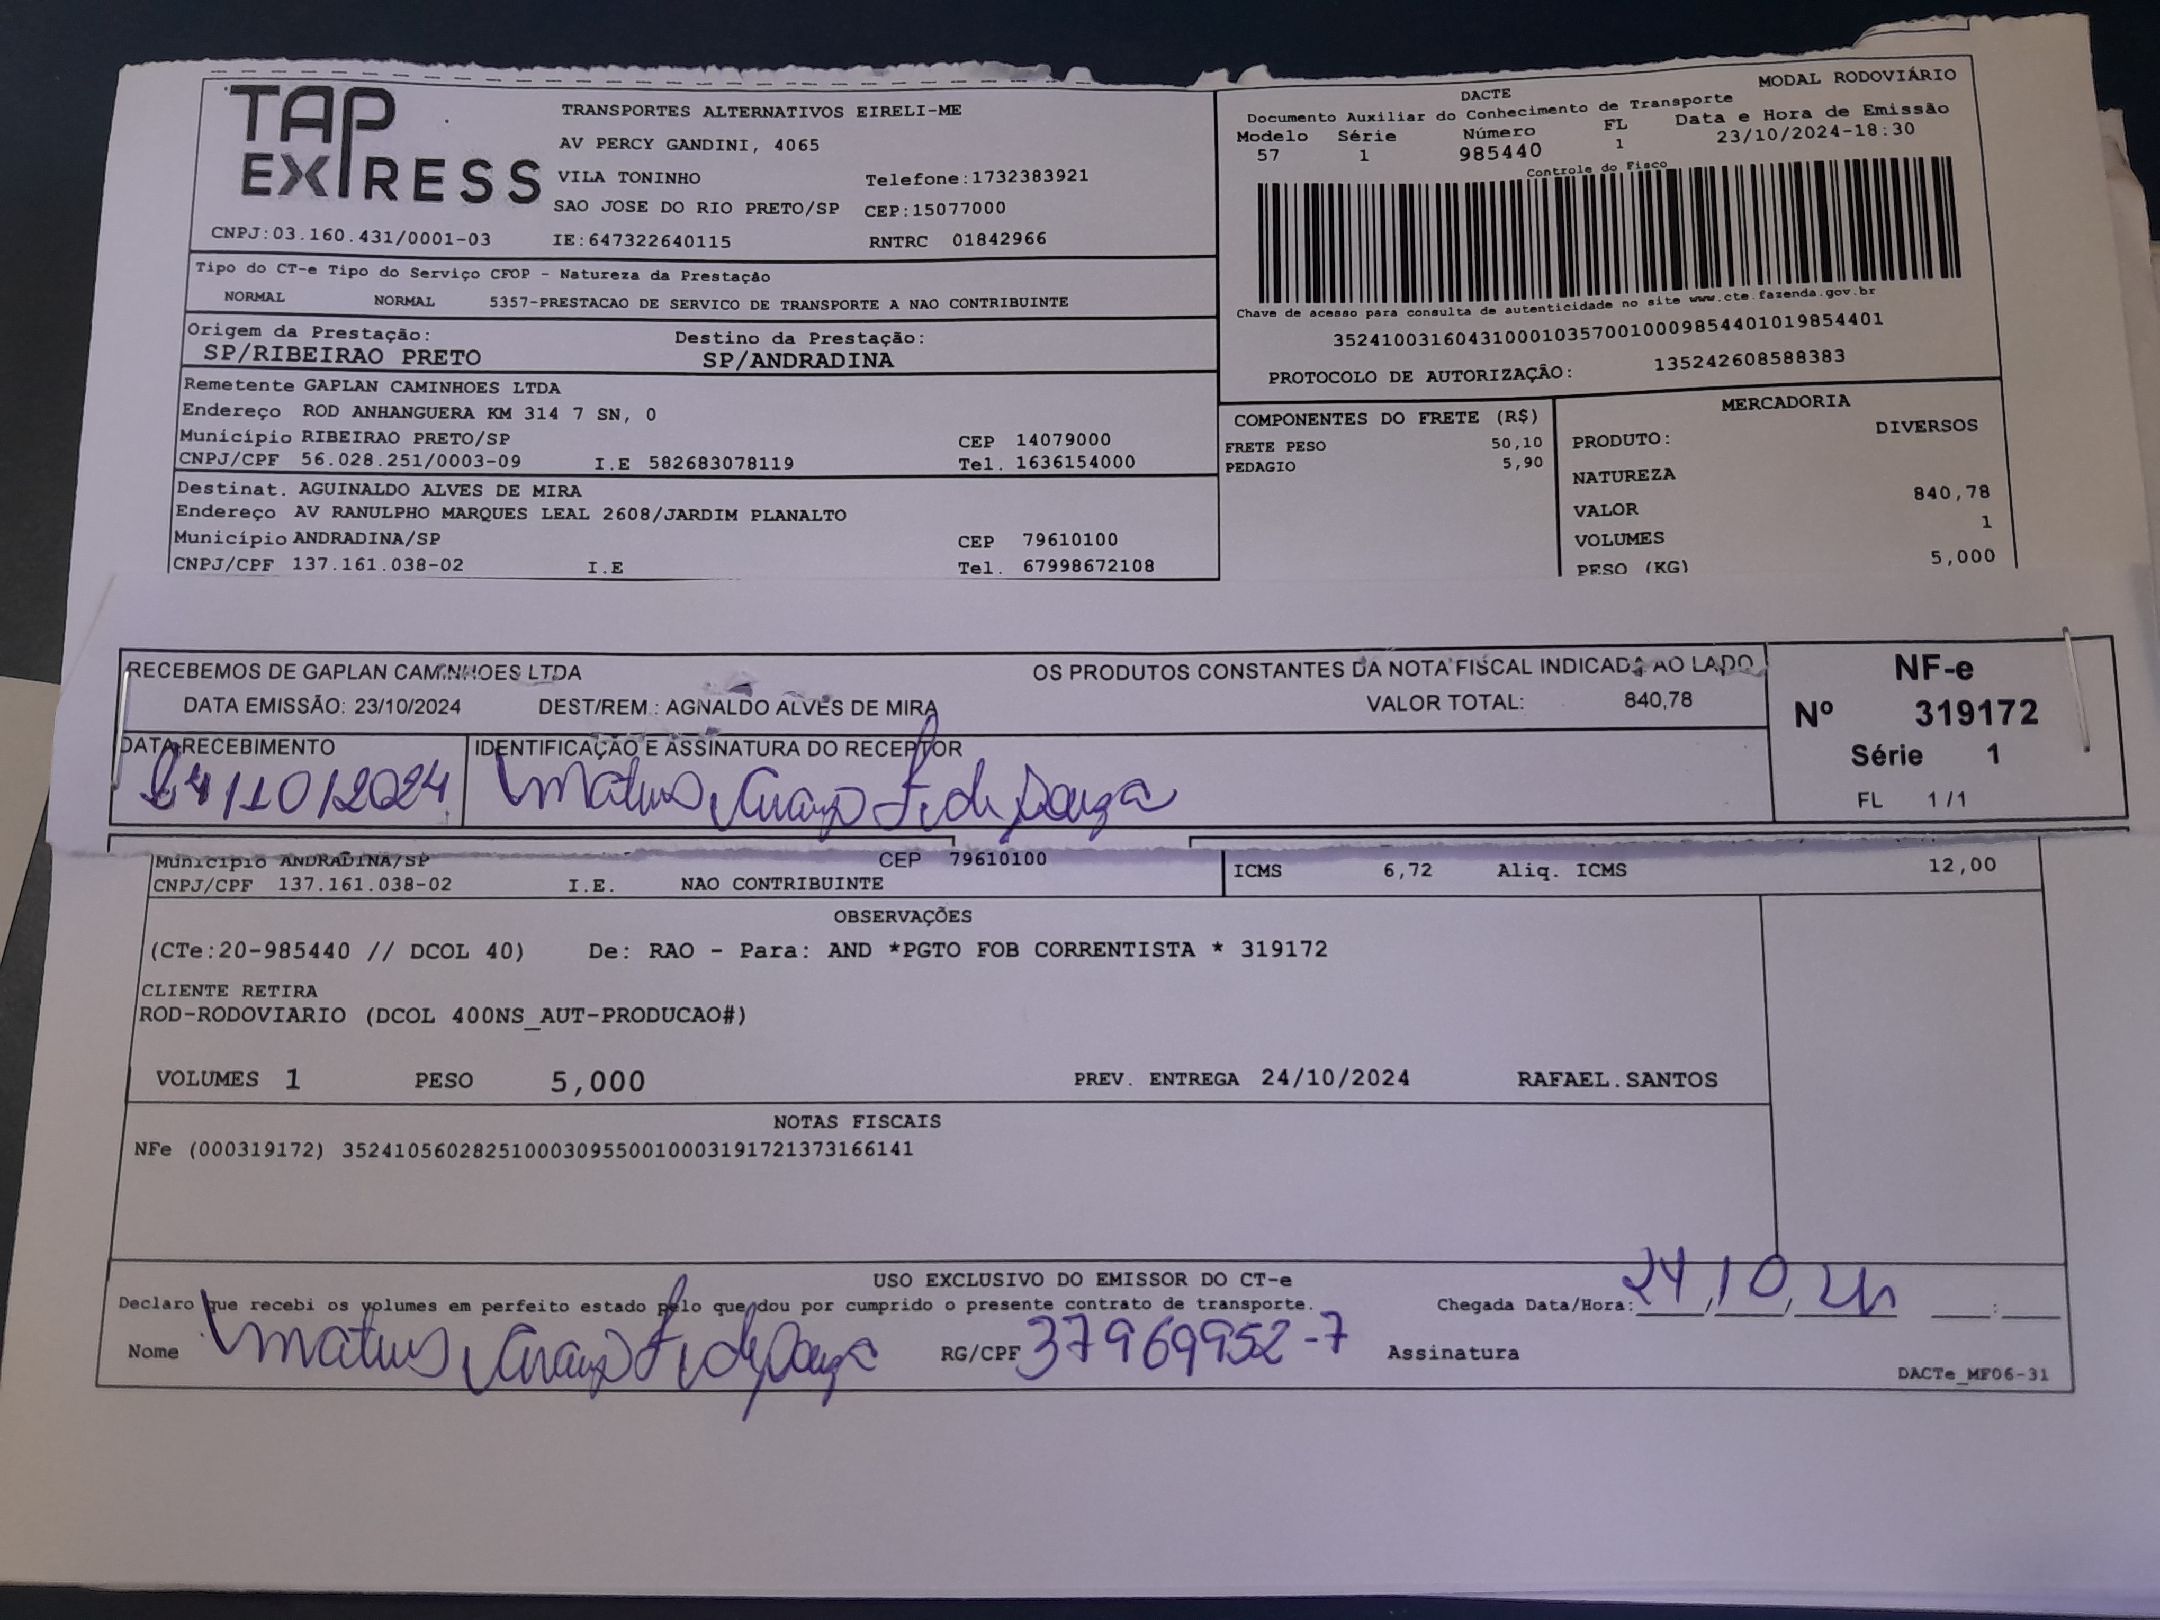 TAP EXPRESS
TRANSPORTES ALTERNATIVOS EIRELI-ME
AV PERCY GANDINI, 4065
VILA TONINHO Telefone:1732383921
SAO JOSE DO RIO PRETO/SP CEP:15077000
CNPJ:03.160.431/0001-03 IE:647322640115 RNTRC 01842966
DACTE MODAL RODOVIÁRIO
Documento Auxiliar do Conhecimento de Transporte
Modelo Série Número FL Data e Hora de Emissão
57 1 985440 1 23/10/2024-18:30
Controle do Fisco
Chave de acesso para consulta de autenticidade no site www.cte.fazenda.gov.br
35241003160431000103570010009854401019854401
PROTOCOLO DE AUTORIZAÇÃO: 135242608588383
Tipo do CT-e Tipo do Serviço CFOP - Natureza da Prestação
NORMAL NORMAL 5357-PRESTACAO DE SERVICO DE TRANSPORTE A NAO CONTRIBUINTE
Origem da Prestação: Destino da Prestação:
SP/RIBEIRAO PRETO SP/ANDRADINA
Remetente GAPLAN CAMINHOES LTDA
Endereço ROD ANHANGUERA KM 314 7 SN, 0
Município RIBEIRAO PRETO/SP CEP 14079000
CNPJ/CPF 56.028.251/0003-09 I.E 582683078119 Tel. 1636154000
Destinat. AGUINALDO ALVES DE MIRA
Endereço AV RANULPHO MARQUES LEAL 2608/JARDIM PLANALTO
Município ANDRADINA/SP CEP 79610100
CNPJ/CPF 137.161.038-02 I.E Tel. 67998672108
COMPONENTES DO FRETE (R$)
FRETE PESO 50,10
PEDAGIO 5,90
MERCADORIA
PRODUTO: DIVERSOS
NATUREZA
VALOR 840,78
VOLUMES 1
PESO (KG) 5,000
RECEBEMOS DE GAPLAN CAMINHOES LTDA OS PRODUTOS CONSTANTES DA NOTA FISCAL INDICADA AO LADO
DATA EMISSÃO: 23/10/2024 DEST/REM.: AGNALDO ALVES DE MIRA VALOR TOTAL: 840,78
DATA RECEBIMENTO IDENTIFICAÇÃO E ASSINATURA DO RECEPTOR
24/10/2024
NF-e
Nº 319172
Série 1
FL 1/1
Município ANDRADINA/SP CEP 79610100
CNPJ/CPF 137.161.038-02 I.E. NAO CONTRIBUINTE
ICMS 6,72 Aliq. ICMS 12,00
OBSERVAÇÕES
(CTe:20-985440 // DCOL 40) De: RAO - Para: AND *PGTO FOB CORRENTISTA * 319172
CLIENTE RETIRA
ROD-RODOVIARIO (DCOL 400NS_AUT-PRODUCAO#)
VOLUMES 1 PESO 5,000 PREV. ENTREGA 24/10/2024 RAFAEL.SANTOS
NOTAS FISCAIS
NFe (000319172) 35241056028251000309550010003191721373166141
USO EXCLUSIVO DO EMISSOR DO CT-e
Declaro que recebi os volumes em perfeito estado pelo que dou por cumprido o presente contrato de transporte. Chegada Data/Hora: 24/10/24 :
Nome RG/CPF 37969952-7 Assinatura
DACTe_MF06-31